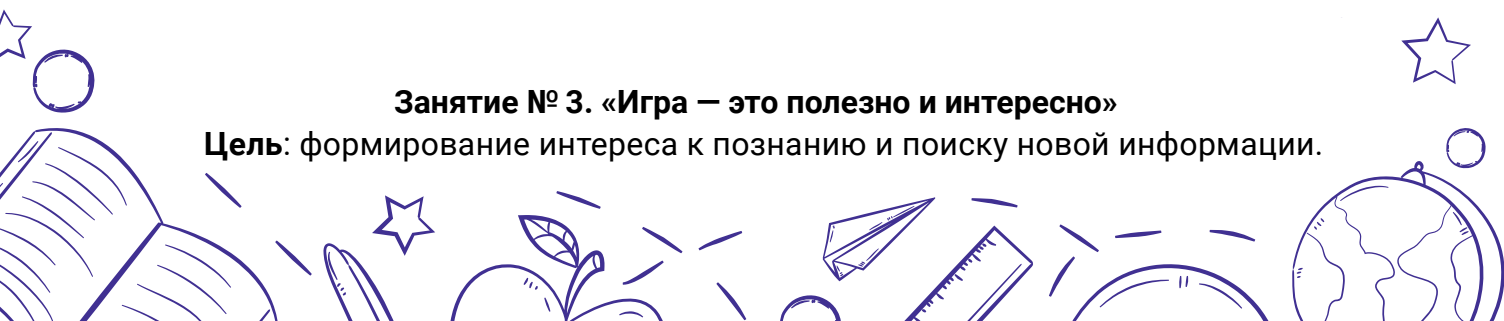 Занятие № 3. «Игра — это полезно и интересно»
Цель: формирование интереса к познанию и поиску новой информации.